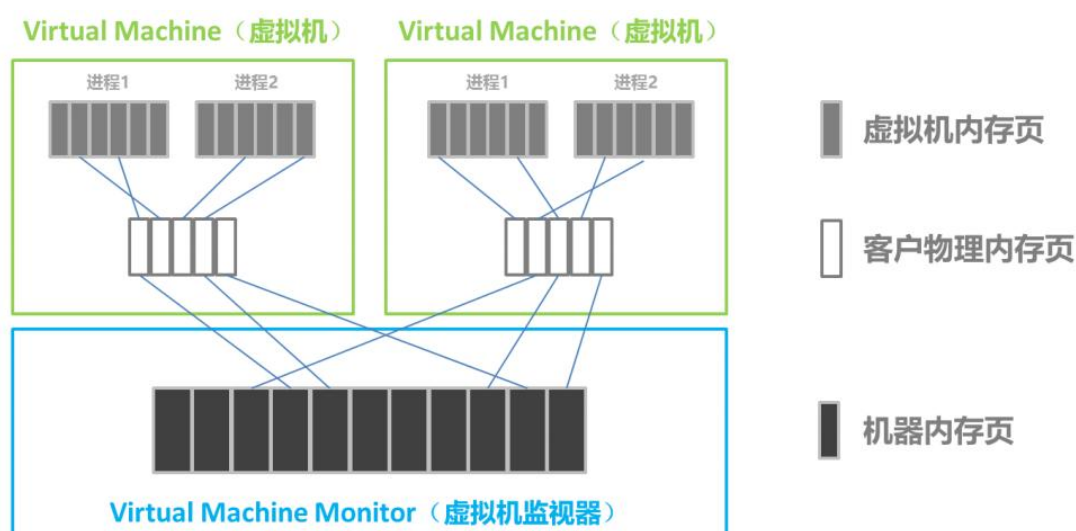 Virtual Machine（虚拟机）
Virtual Machine（虚拟机）
进程1
进程2
进程1
进程2
虚拟机内存页
客户物理内存页
机器内存页
Virtual Machine Monitor（虚拟机监视器）